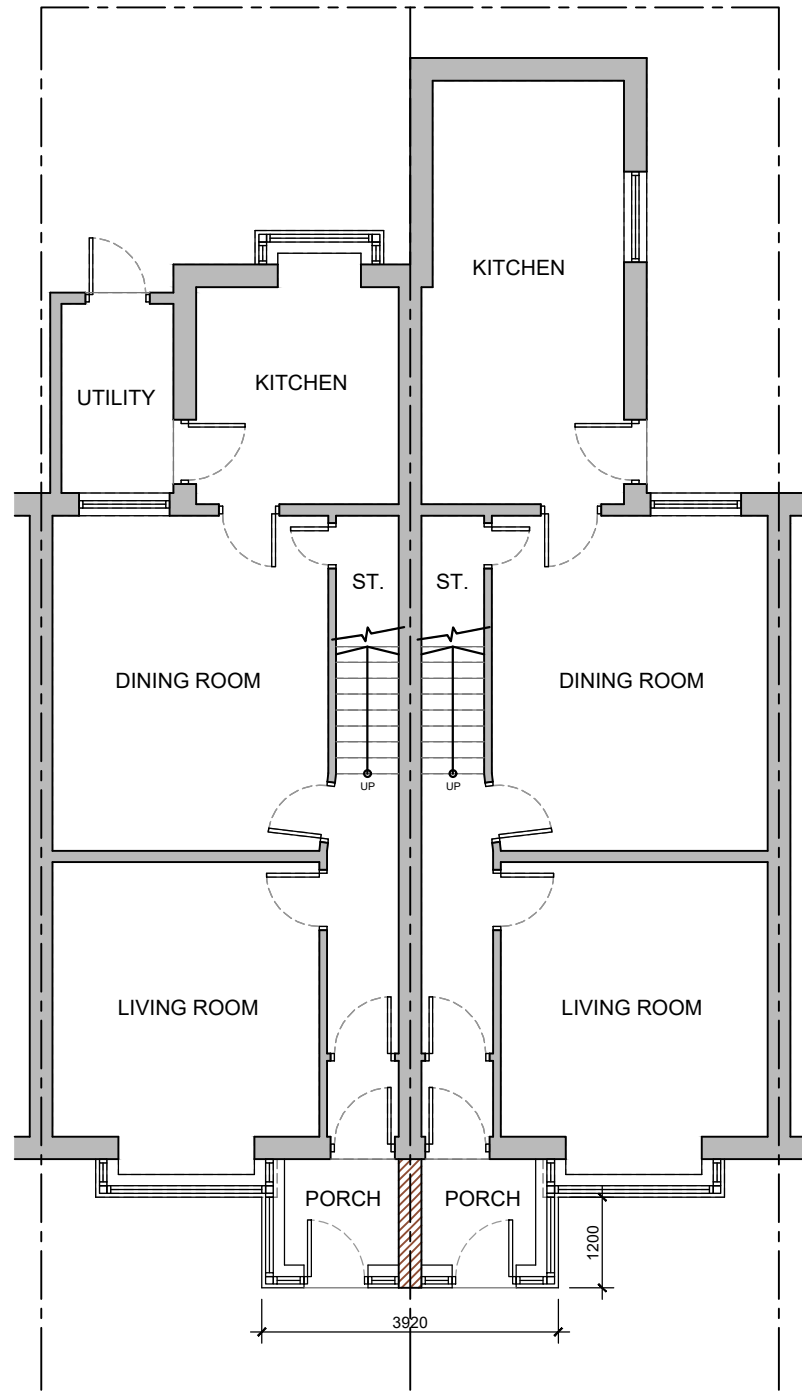 KITCHEN
KITCHEN
UTILITY
ST.
ST.
DINING ROOM
DINING ROOM
UP
UP
LIVING ROOM
LIVING ROOM
PORCH
PORCH
1200
3920